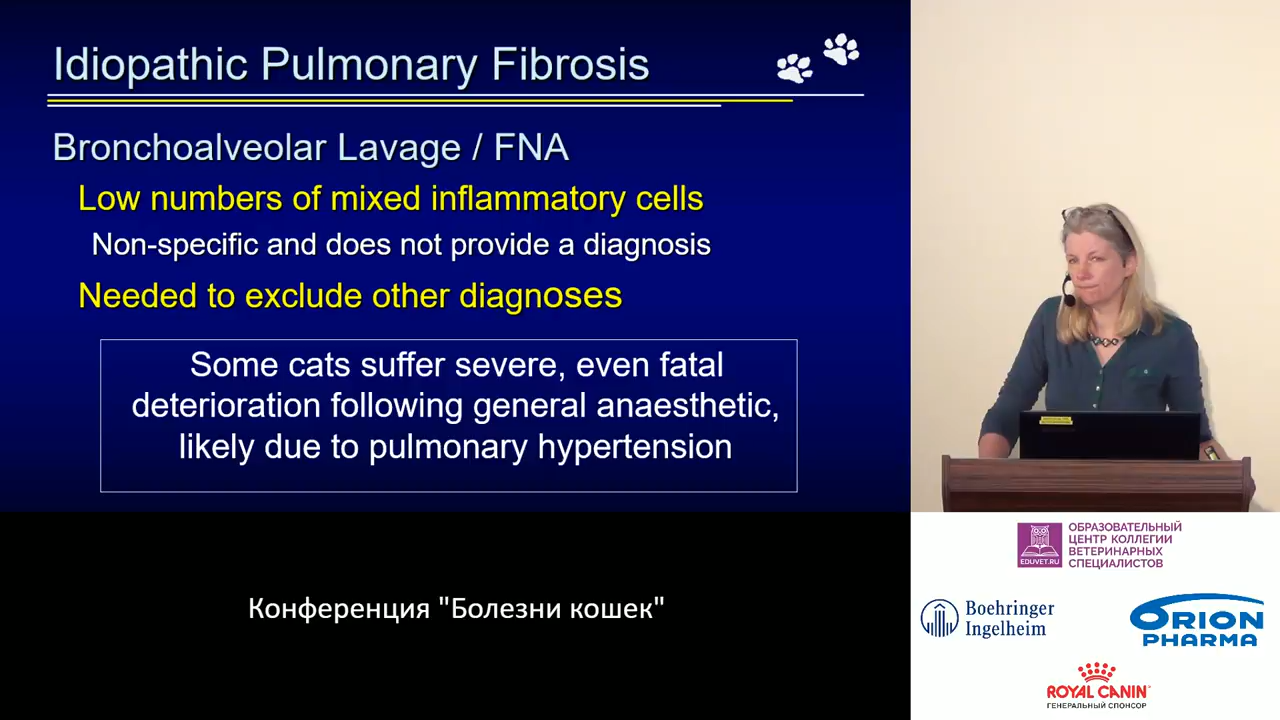 Idiopathic Pulmonary Fibrosis
Bronchoalveolar Lavage / FNA
Low numbers of mixed inflammatory cells
Non-specific and does not provide a diagnosis
Needed to exclude other diagnoses
Some cats suffer severe, even fatal
deterioration following general anaesthetic,
likely due to pulmonary hypertension
Конференция "Болезни кошек"
ОБРАЗОВАТЕЛЬНЫЙ
ЦЕНТР КОЛЛЕГИИ
ВЕТЕРИНАРНЫХ
СПЕЦИАЛИСТОВ
EDUVET.RU
Boehringer
Ingelheim
ORION
PHARMA
ROYAL CANIN
ГЕНЕРАЛЬНЫЙ СПОНСОР